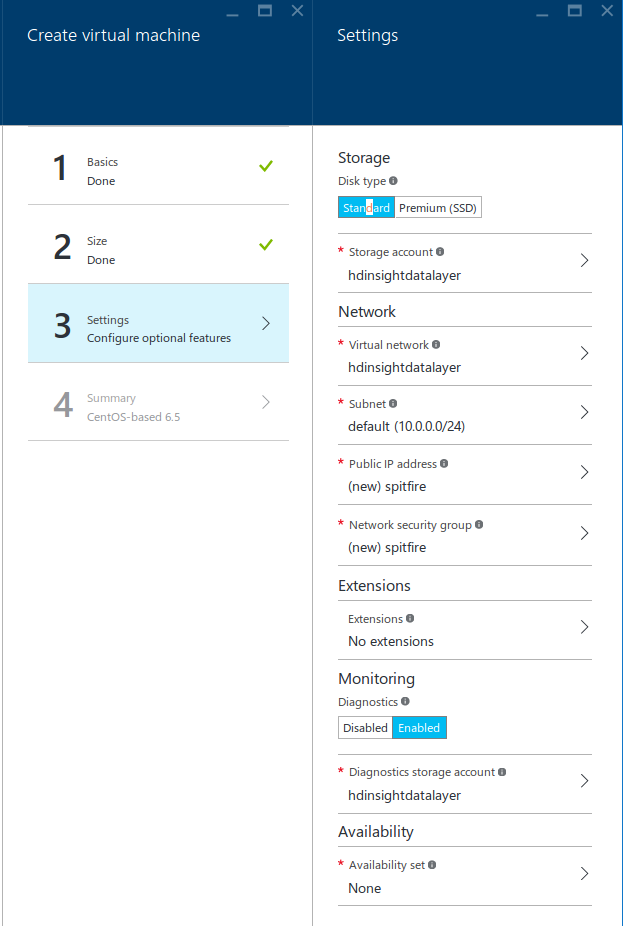 Create virtual machine
1
Basics
Done
2
Size
Done
3
Settings
Configure optional features
4
Summary
CentOS-based 6.5
Settings
Storage
Disk type
Standard Premium (SSD)
* Storage account
hdinsightdatalayer
Network
* Virtual network
hdinsightdatalayer
* Subnet
default (10.0.0.0/24)
* Public IP address
(new) spitfire
* Network security group
(new) spitfire
Extensions
Extensions
No extensions
Monitoring
Diagnostics
Disabled Enabled
* Diagnostics storage account
hdinsightdatalayer
Availability
* Availability set
None